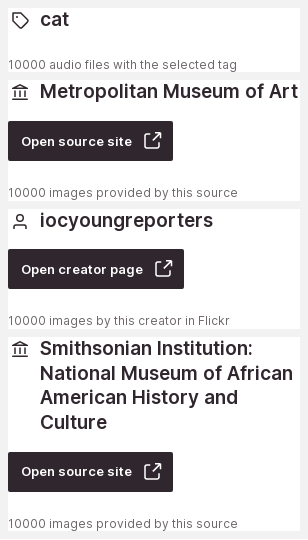 cat
10000 audio files with the selected tag
Metropolitan Museum of Art
Open source site
10000 images provided by this source
iocyoungreporters
Open creator page
10000 images by this creator in Flickr
Smithsonian Institution:
National Museum of African
American History and
Culture
Open source site
10000 images provided by this source